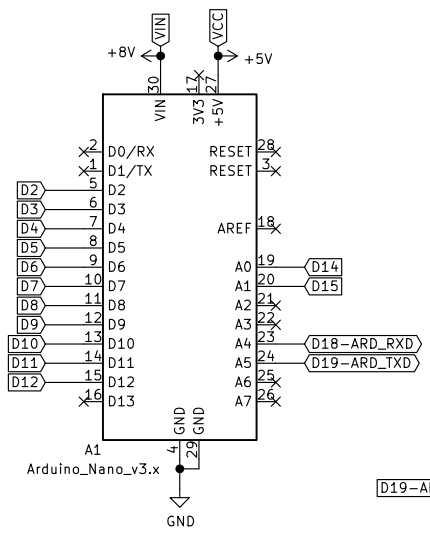 VIN
VCC
+8V
+5V
30
17
27
VIN
3V3
+5V
2 D0/RX RESET 28
1 D1/TX RESET 3
D2 5 D2
D3 6 D3
D4 7 D4 AREF 18
D5 8 D5
D6 9 D6 A0 19 D14
D7 10 D7 A1 20 D15
D8 11 D8 A2 21
D9 12 D9 A3 22
D10 13 D10 A4 23 D18-ARD_RXD
D11 14 D11 A5 24 D19-ARD_TXD
D12 15 D12 A6 25
16 D13 A7 26
GND
GND
4
29
A1
Arduino_Nano_v3.x
GND